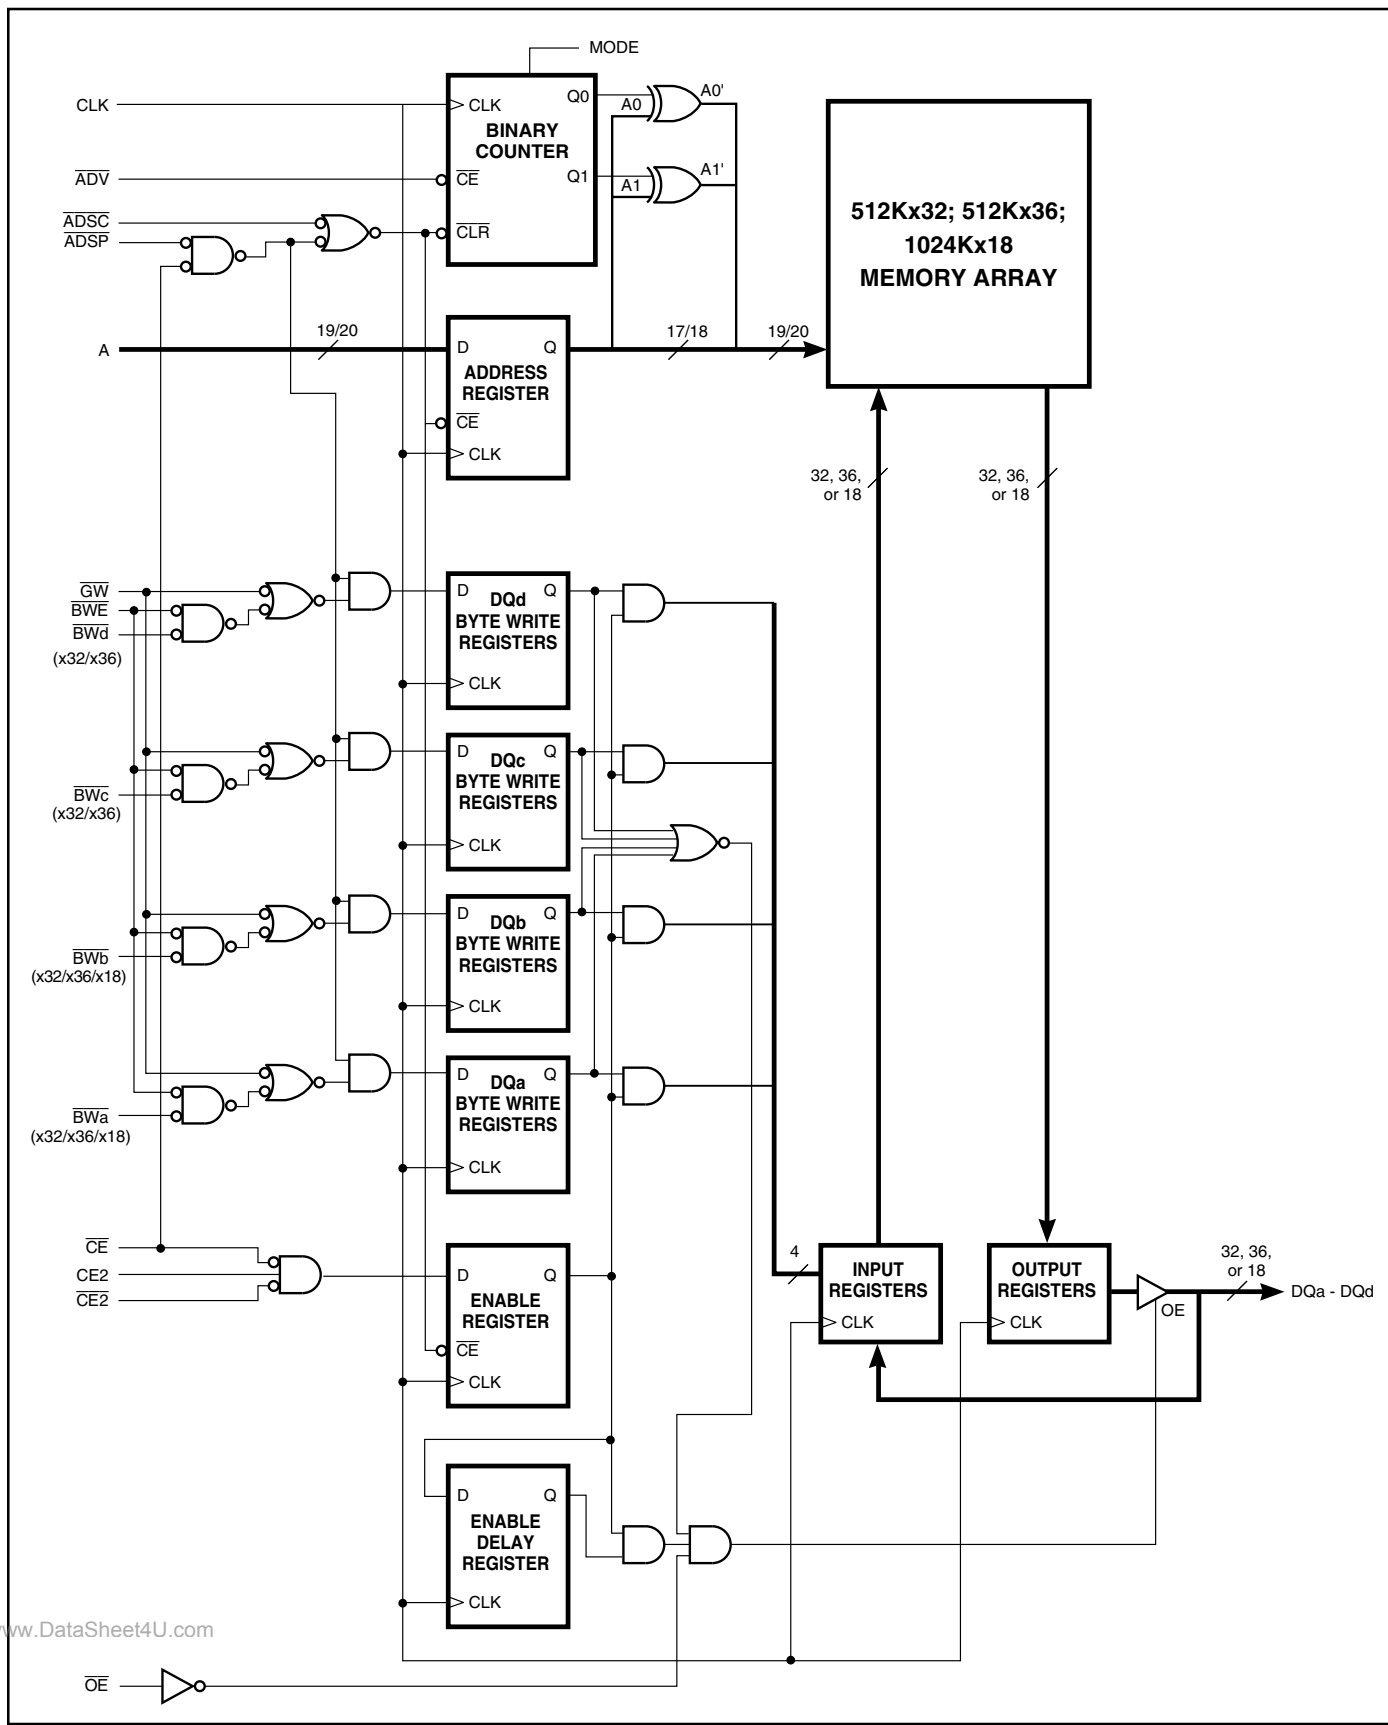 MODE
CLK
CLK
Q0
A0
A0'
BINARY
COUNTER
ADV
CE
Q1
A1
A1'
ADSC
ADSP
CLR
512Kx32; 512Kx36;
1024Kx18
MEMORY ARRAY
A
19/20
D
Q
17/18
19/20
ADDRESS
REGISTER
CE
CLK
32, 36,
or 18
32, 36,
or 18
GW
BWE
BWd
(x32/x36)
D
Q
DQd
BYTE WRITE
REGISTERS
CLK
BWc
(x32/x36)
D
Q
DQc
BYTE WRITE
REGISTERS
CLK
BWb
(x32/x36/x18)
D
Q
DQb
BYTE WRITE
REGISTERS
CLK
BWa
(x32/x36/x18)
D
Q
DQa
BYTE WRITE
REGISTERS
CLK
CE
CE2
CE2
D
Q
ENABLE
REGISTER
CE
CLK
4
INPUT
REGISTERS
CLK
OUTPUT
REGISTERS
CLK
OE
32, 36,
or 18
DQa - DQd
D
Q
ENABLE
DELAY
REGISTER
CLK
ww.DataSheet4U.com
OE